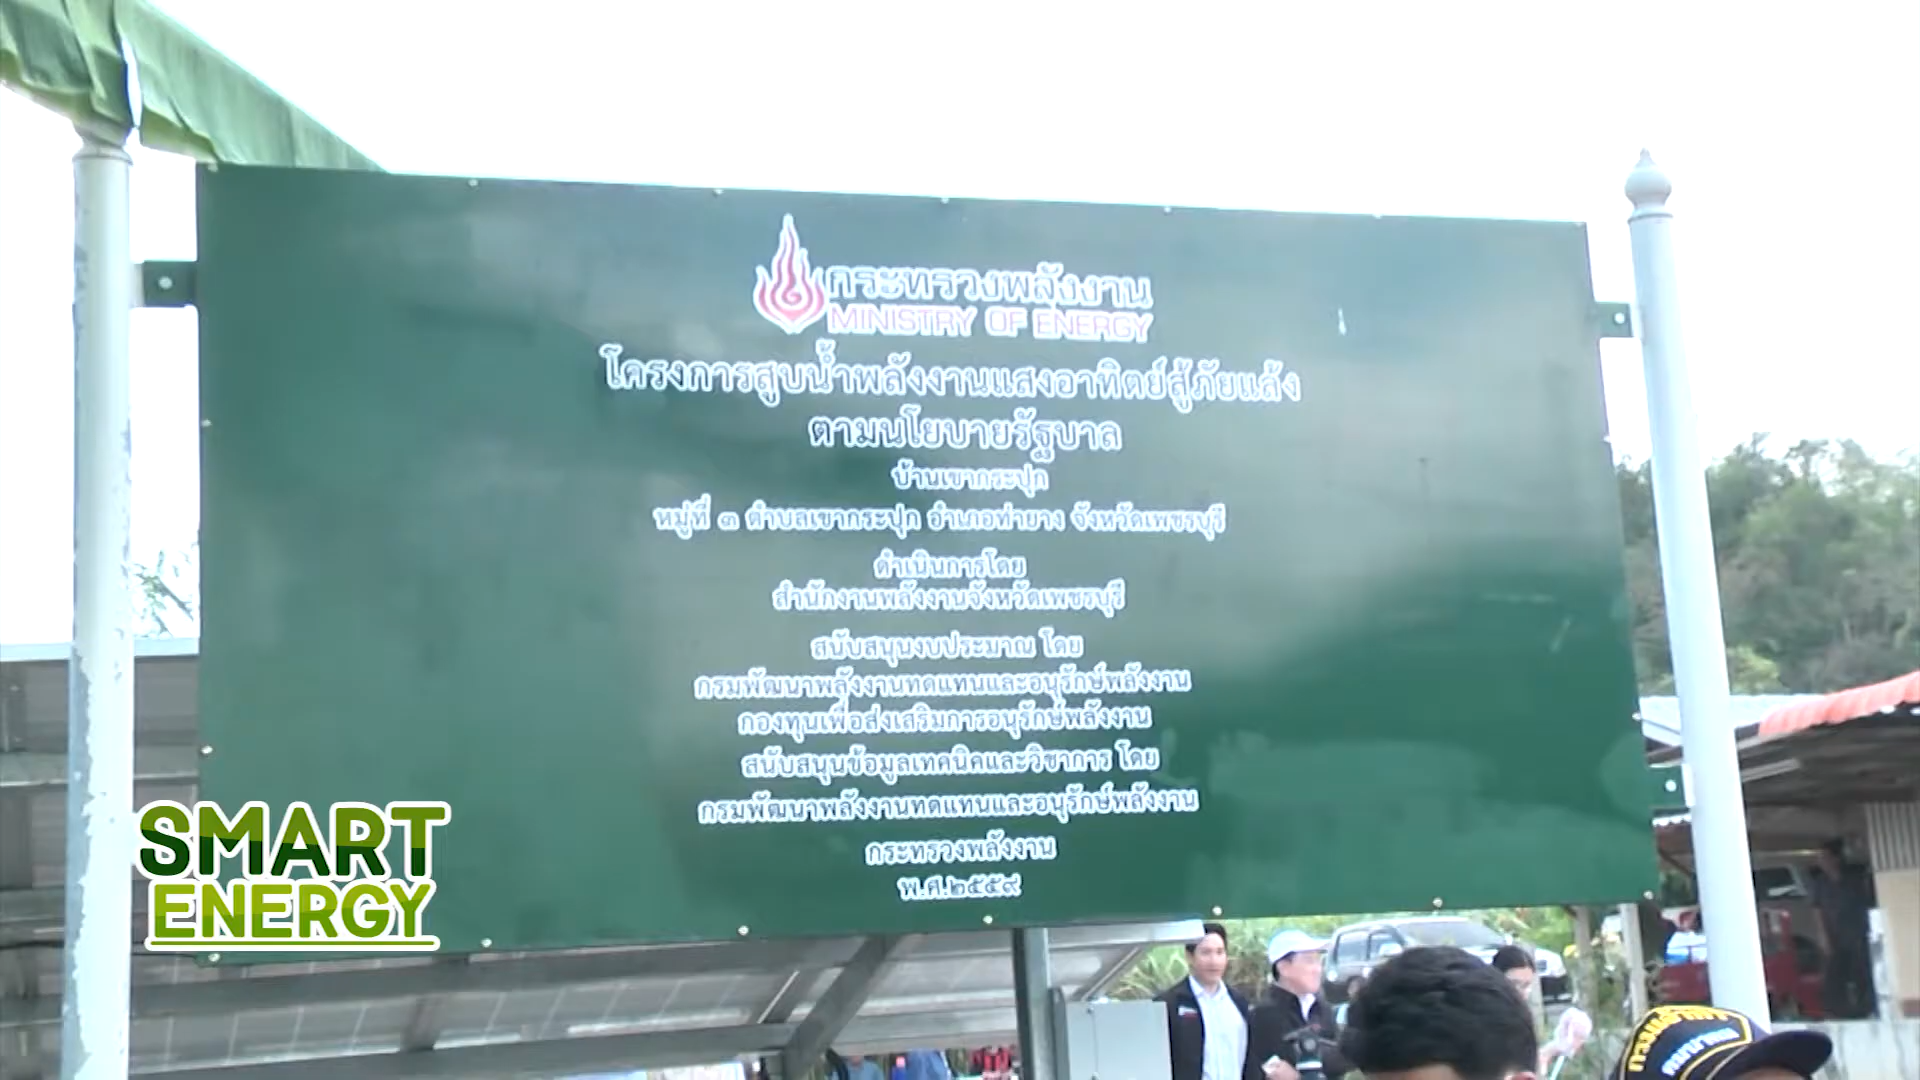 กระทรวงพลังงาน
MINISTRY OF ENERGY
โครงการสูบน้ำพลังงานแสงอาทิตย์สู้ภัยแล้ง
ตามนโยบายรัฐบาล
บ้านเขากระปุก
หมู่ที่ ๓ ตำบลเขากระปุก อำเภอท่ายาง จังหวัดเพชรบุรี
ดำเนินการโดย
สำนักงานพลังงานจังหวัดเพชรบุรี
สนับสนุนงบประมาณ โดย
กรมพัฒนาพลังงานทดแทนและอนุรักษ์พลังงาน
กองทุนเพื่อส่งเสริมการอนุรักษ์พลังงาน
สนับสนุนข้อมูลเทคนิคและวิชาการ โดย
กรมพัฒนาพลังงานทดแทนและอนุรักษ์พลังงาน
กระทรวงพลังงาน
พ.ศ.๒๕๕๙
SMART
ENERGY